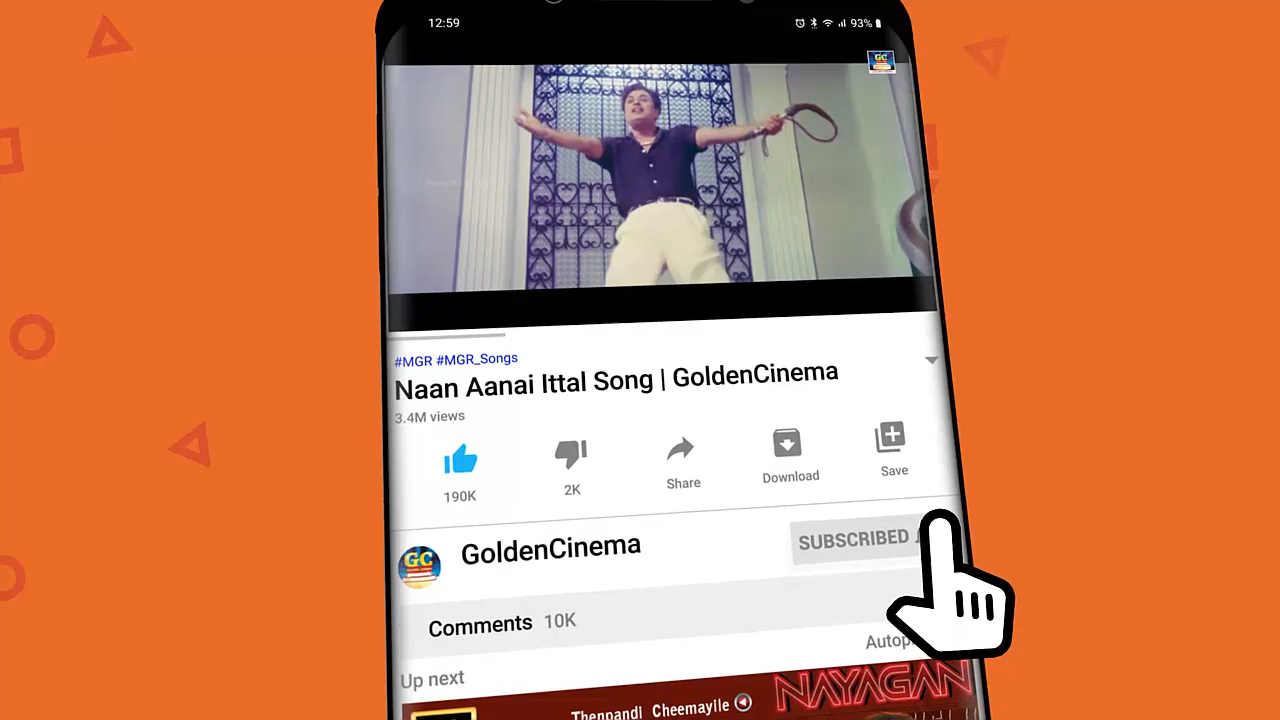 12:59
93%
GC
#MGR #MGR_Songs
Naan Aanai Ittal Song | GoldenCinema
3.4M views
190K
2K
Share
Download
Save
GC
GoldenCinema
SUBSCRIBED
Comments 10K
Up next
Thenpandi Cheemayile
NAYAGAN